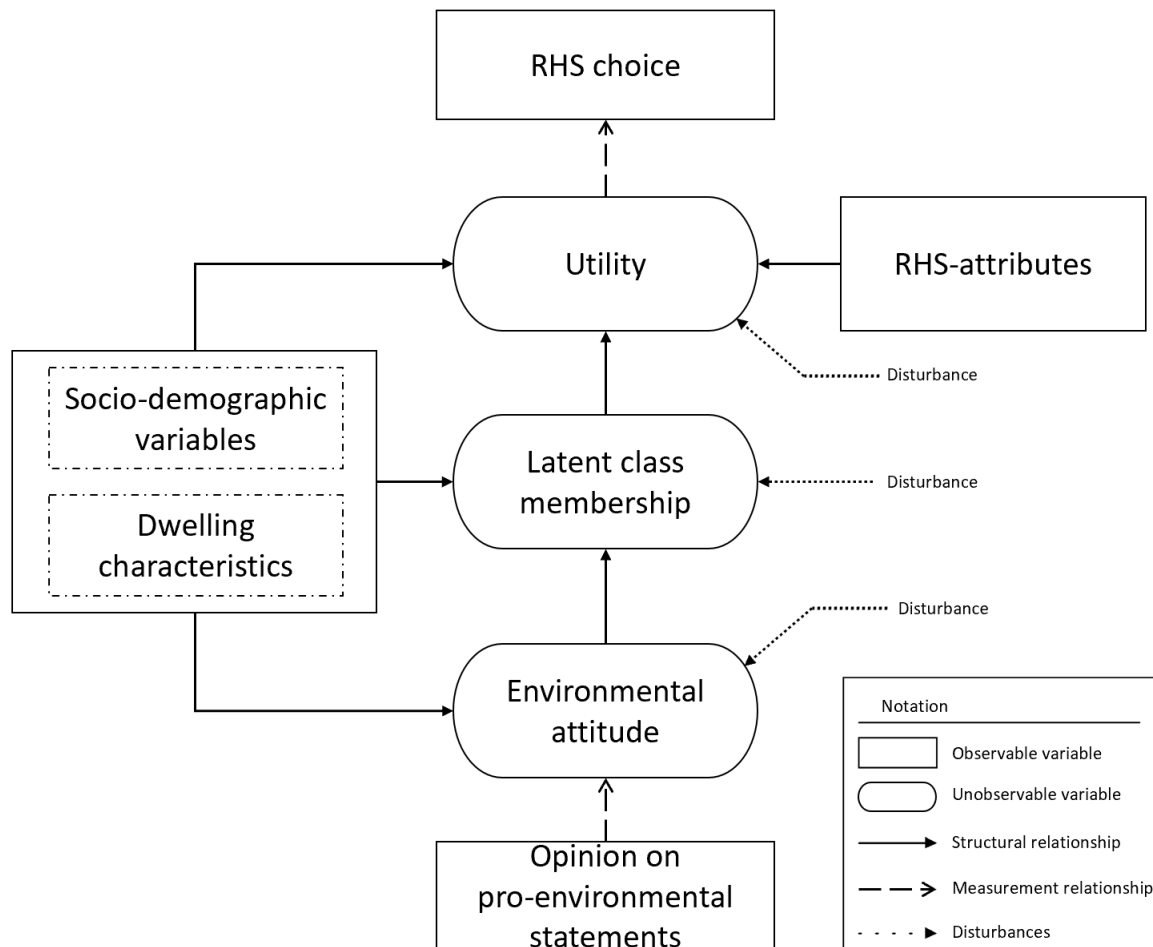 RHS choice
Utility
RHS-attributes
Disturbance
Socio-demographic
variables
Dwelling
characteristics
Latent class
membership
Disturbance
Disturbance
Environmental
attitude
Opinion on
pro-environmental
statements
Notation
Observable variable
Unobservable variable
Structural relationship
Measurement relationship
Disturbances